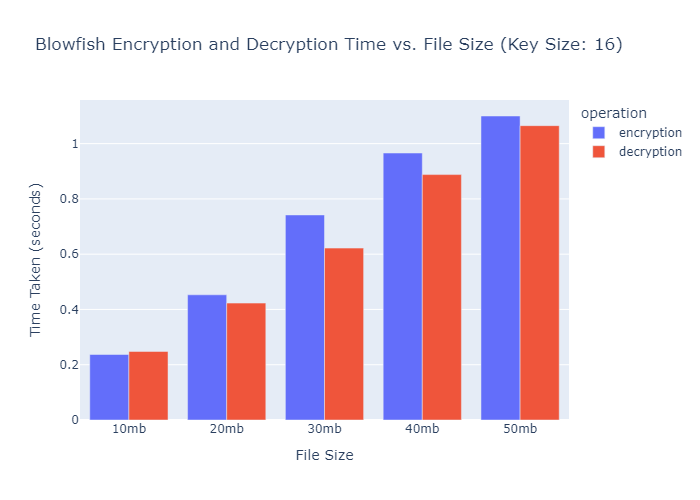 Blowfish Encryption and Decryption Time vs. File Size (Key Size: 16)
operation
encryption
decryption
Time Taken (seconds)
1
0.8
0.6
0.4
0.2
0
10mb
20mb
30mb
40mb
50mb
File Size